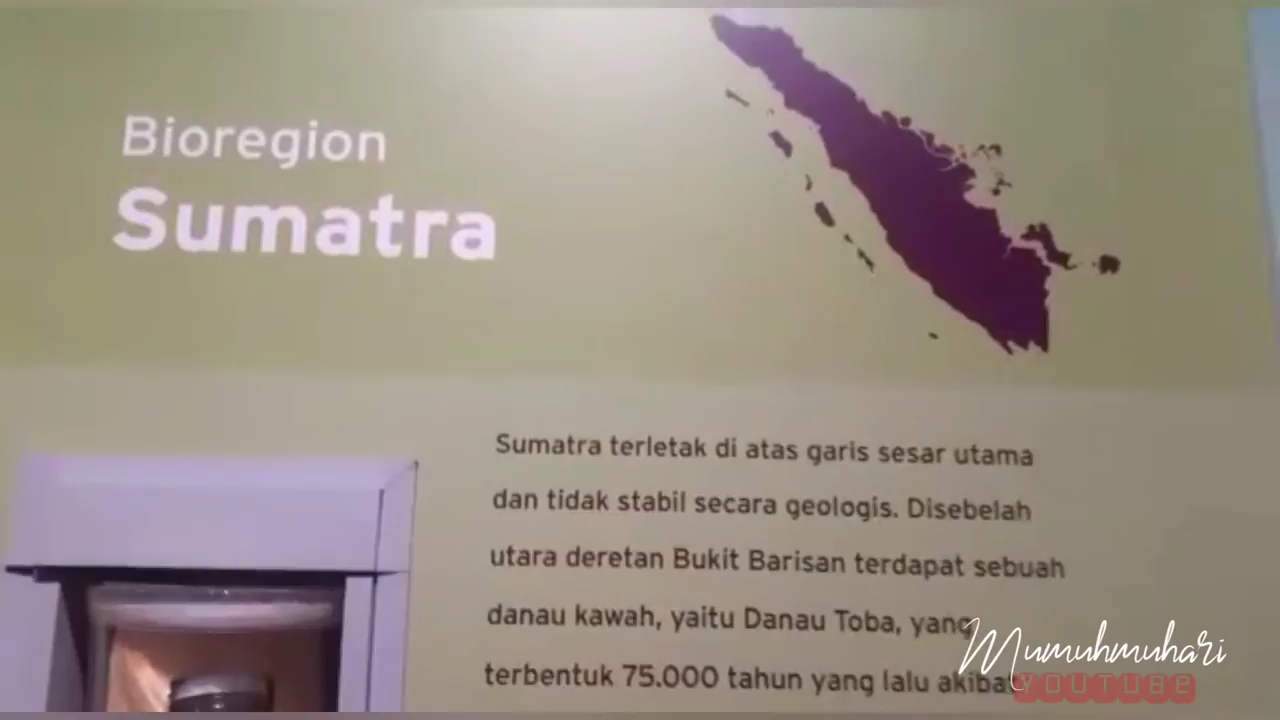 Bioregion
Sumatra
Sumatra terletak di atas garis sesar utama
dan tidak stabil secara geologis. Disebelah
utara deretan Bukit Barisan terdapat sebuah
danau kawah, yaitu Danau Toba, yang
terbentuk 75.000 tahun yang lalu akibat
Mumuhmuhari
YOUTUBE